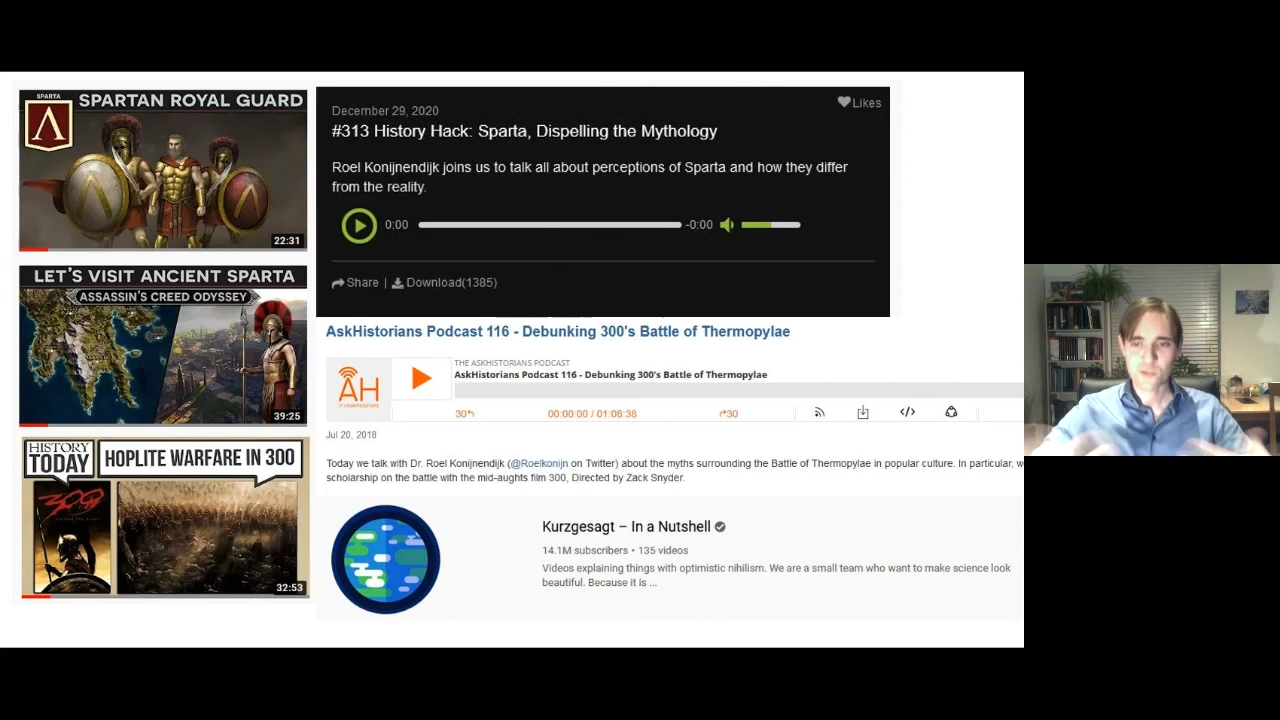 SPARTA
SPARTAN ROYAL GUARD
22:31
LET'S VISIT ANCIENT SPARTA
ASSASSIN'S CREED ODYSSEY
39:25
HISTORY
TODAY
HOPLITE WARFARE IN 300
300
32:53
December 29, 2020
Likes
#313 History Hack: Sparta, Dispelling the Mythology
Roel Konijnendijk joins us to talk all about perceptions of Sparta and how they differ
from the reality.
0:00
-0:00
Share | Download(1385)
AskHistorians Podcast 116 - Debunking 300's Battle of Thermopylae
AH
THE ASKHISTORIANS PODCAST
AskHistorians Podcast 116 - Debunking 300's Battle of Thermopylae
30
00:00:00 / 01:08:38
30
Jul 20, 2018
Today we talk with Dr. Roel Konijnendijk (@Roelkonijn on Twitter) about the myths surrounding the Battle of Thermopylae in popular culture. In particular, w
scholarship on the battle with the mid-aughts film 300, Directed by Zack Snyder.
Kurzgesagt – In a Nutshell
14.1M subscribers • 135 videos
Videos explaining things with optimistic nihilism. We are a small team who want to make science look
beautiful. Because it is ...